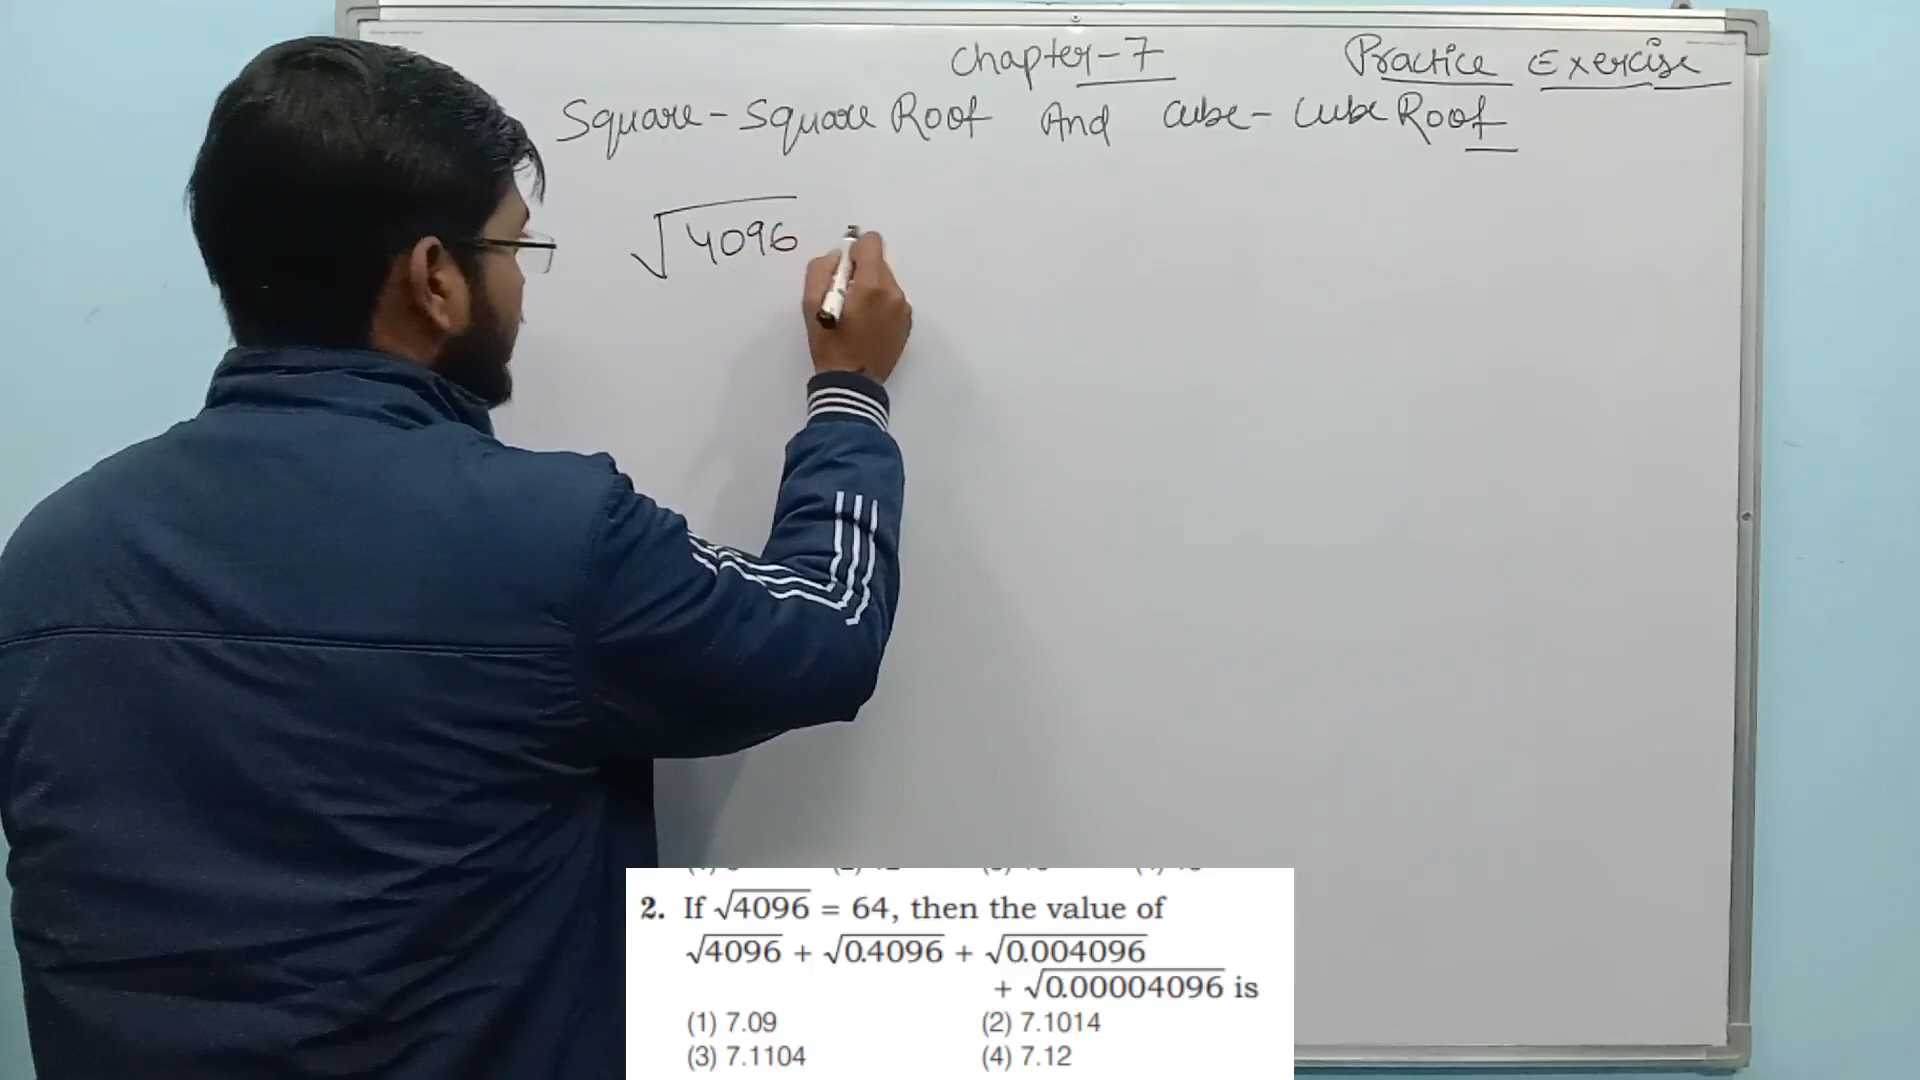 Chapter-7 Practice Exercise
Square-Square Root And Cube-Cube Root
√4096
2. If √4096 = 64, then the value of
√4096 + √0.4096 + √0.004096
+ √0.00004096 is
(1) 7.09 (2) 7.1014
(3) 7.1104 (4) 7.12